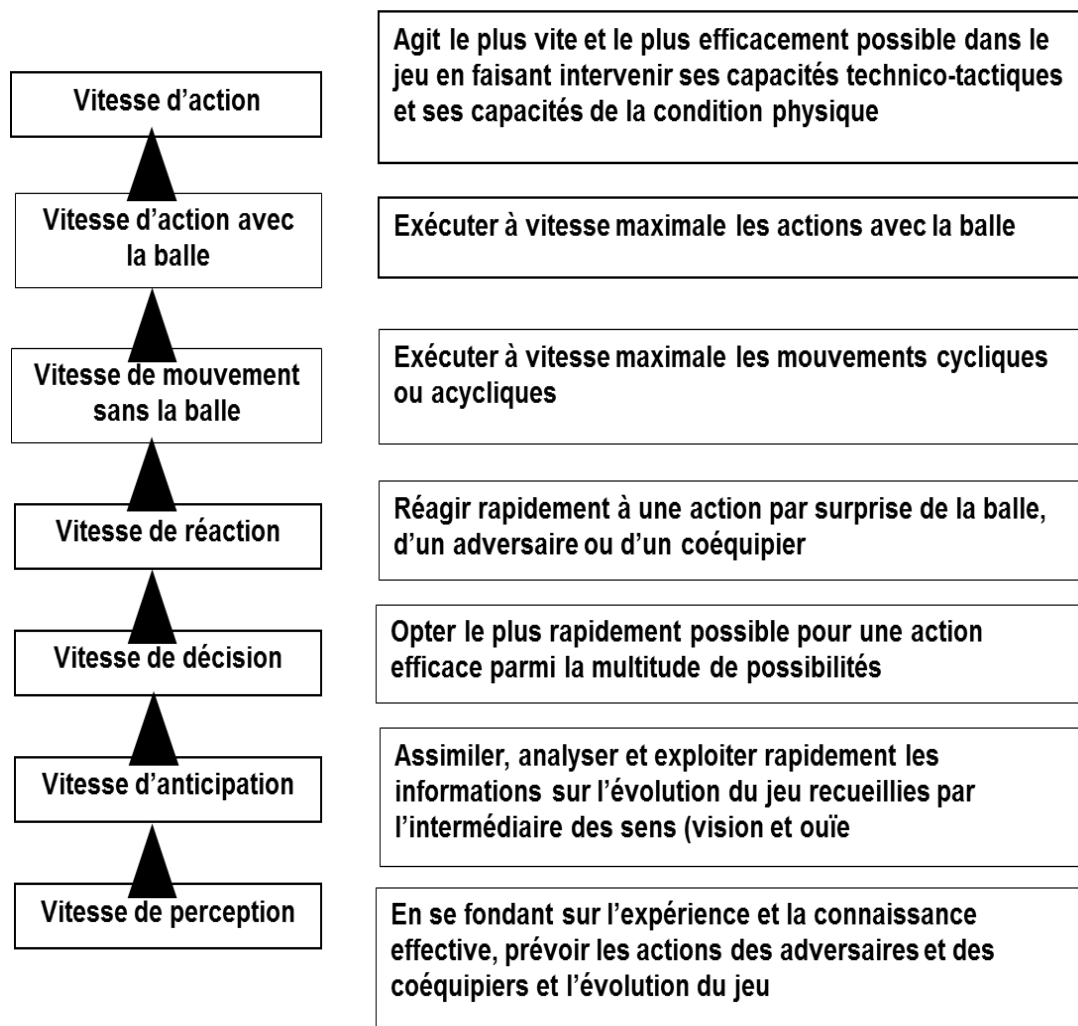 Vitesse d’action
Agit le plus vite et le plus efficacement possible dans le
jeu en faisant intervenir ses capacités technico-tactiques
et ses capacités de la condition physique
Vitesse d’action avec
la balle
Exécuter à vitesse maximale les actions avec la balle
Vitesse de mouvement
sans la balle
Exécuter à vitesse maximale les mouvements cycliques
ou acycliques
Vitesse de réaction
Réagir rapidement à une action par surprise de la balle,
d’un adversaire ou d’un coéquipier
Vitesse de décision
Opter le plus rapidement possible pour une action
efficace parmi la multitude de possibilités
Vitesse d’anticipation
Assimiler, analyser et exploiter rapidement les
informations sur l’évolution du jeu recueillies par
l’intermédiaire des sens (vision et ouïe
Vitesse de perception
En se fondant sur l’expérience et la connaissance
effective, prévoir les actions des adversaires et des
coéquipiers et l’évolution du jeu